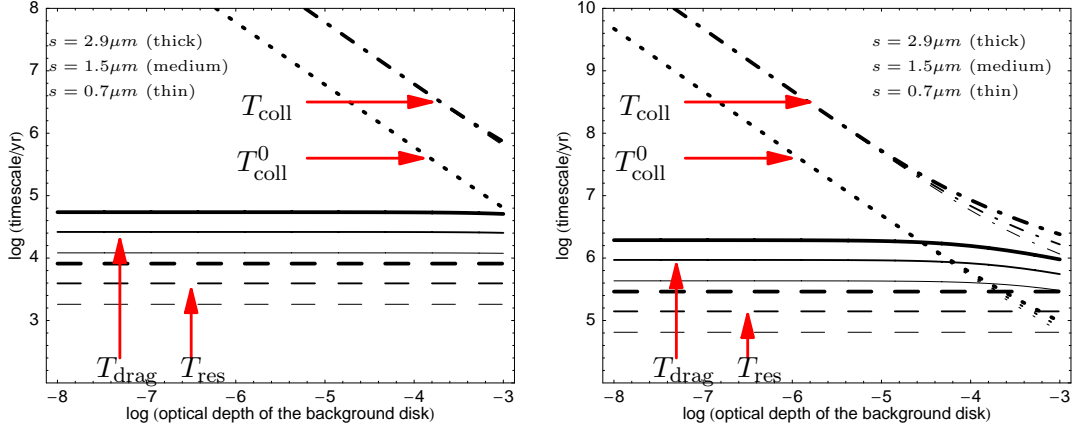 8
7
6
5
4
3
log (timescale/yr)
s = 2.9μm (thick)
s = 1.5μm (medium)
s = 0.7μm (thin)
T_coll
T^0_coll
T_drag
T_res
−8 −7 −6 −5 −4 −3
log (optical depth of the background disk)
10
9
8
7
6
5
log (timescale/yr)
s = 2.9μm (thick)
s = 1.5μm (medium)
s = 0.7μm (thin)
T_coll
T^0_coll
T_drag
T_res
−8 −7 −6 −5 −4 −3
log (optical depth of the background disk)